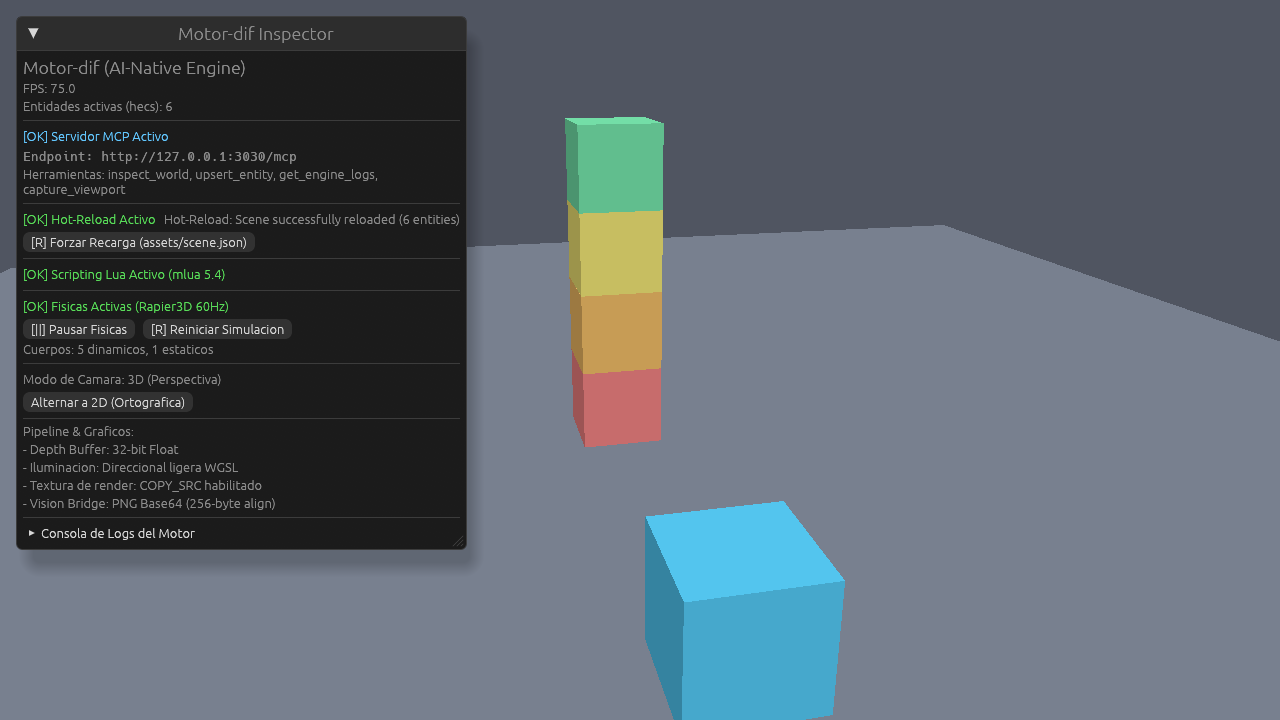 Motor-dif Inspector
Motor-dif (AI-Native Engine)
FPS: 75.0
Entidades activas (hecs): 6
[OK] Servidor MCP Activo
Endpoint: http://127.0.0.1:3030/mcp
Herramientas: inspect_world, upsert_entity, get_engine_logs,
capture_viewport
[OK] Hot-Reload Activo Hot-Reload: Scene successfully reloaded (6 entities)
[R] Forzar Recarga (assets/scene.json)
[OK] Scripting Lua Activo (mlua 5.4)
[OK] Fisicas Activas (Rapier3D 60Hz)
[||] Pausar Fisicas [R] Reiniciar Simulacion
Cuerpos: 5 dinamicos, 1 estaticos
Modo de Camara: 3D (Perspectiva)
Alternar a 2D (Ortografica)
Pipeline & Graficos:
- Depth Buffer: 32-bit Float
- Iluminacion: Direccional ligera WGSL
- Textura de render: COPY_SRC habilitado
- Vision Bridge: PNG Base64 (256-byte align)
Consola de Logs del Motor